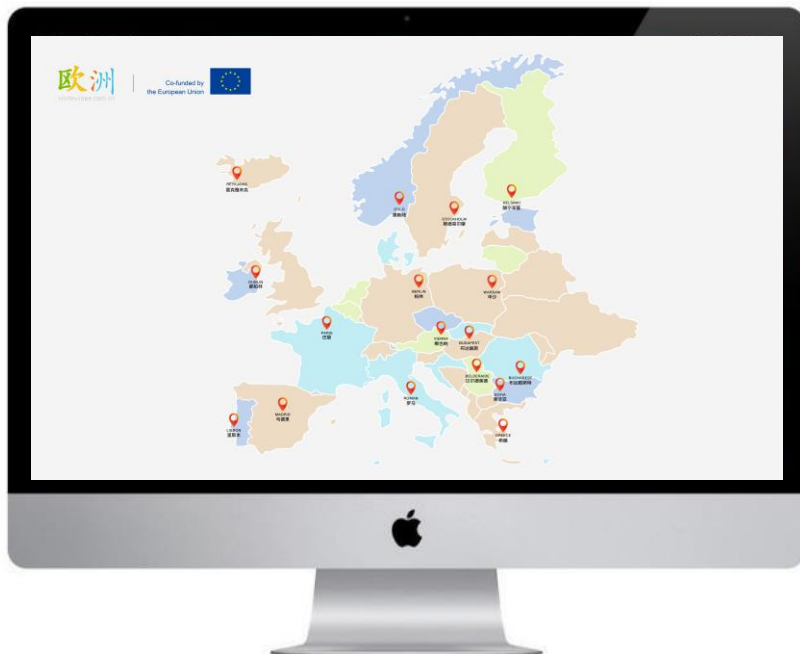 欧洲
Co-funded by
the European Union
REYKJAVIK
雷克雅未克
OSLO
奥斯陆
STOCKHOLM
斯德哥尔摩
HELSINKI
赫尔辛基
DUBLIN
都柏林
BERLIN
柏林
WARSAW
华沙
PARIS
巴黎
VIENNA
维也纳
BUDAPEST
布达佩斯
BELGRADE
贝尔格莱德
BUCHAREST
布加勒斯特
SOFIA
索非亚
ROMAN
罗马
MADRID
马德里
LISBON
里斯本
GREECE
希腊